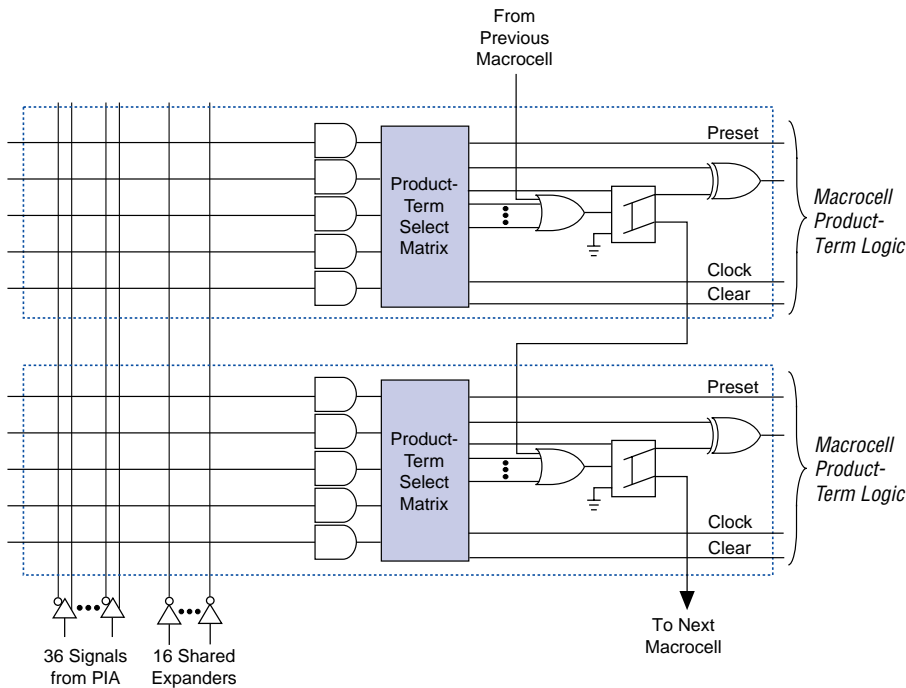 From
Previous
Macrocell
Preset
Product-
Term
Select
Matrix
Clock
Clear
Macrocell
Product-
Term Logic
Preset
Product-
Term
Select
Matrix
Clock
Clear
Macrocell
Product-
Term Logic
36 Signals
from PIA
16 Shared
Expanders
To Next
Macrocell